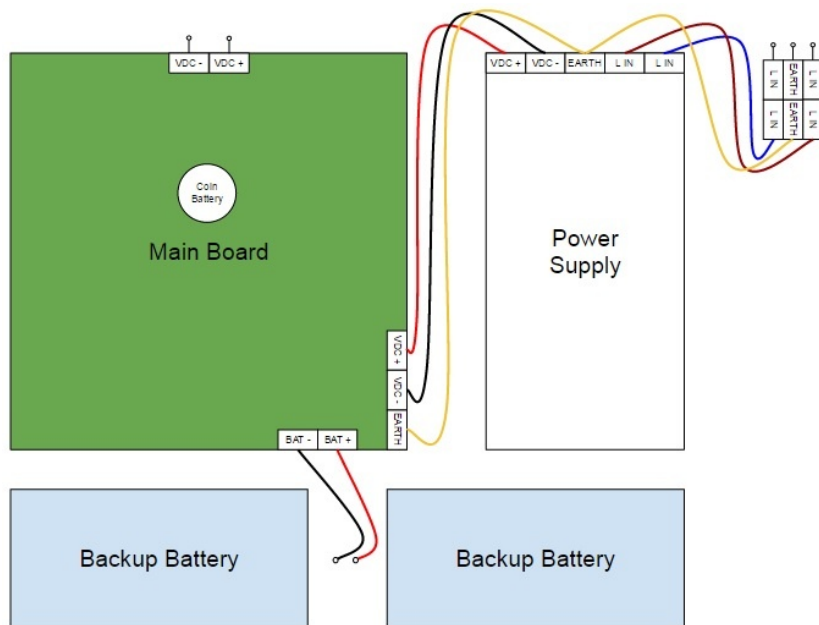 VDC -
VDC +
VDC +
VDC -
EARTH
L IN
L IN
L IN
EARTH
L IN
L IN
EARTH
L IN
Coin
Battery
Main Board
Power
Supply
VDC +
VDC -
EARTH
BAT -
BAT +
Backup Battery
Backup Battery